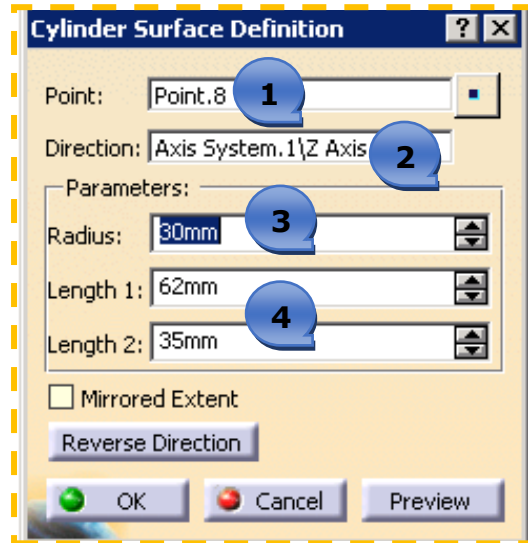 Cylinder Surface Definition ? X
Point: Point.8 1
Direction: Axis System.1\Z Axis 2
Parameters:
Radius: 30mm 3
Length 1: 62mm
4
Length 2: 35mm
Mirrored Extent
Reverse Direction
OK Cancel Preview